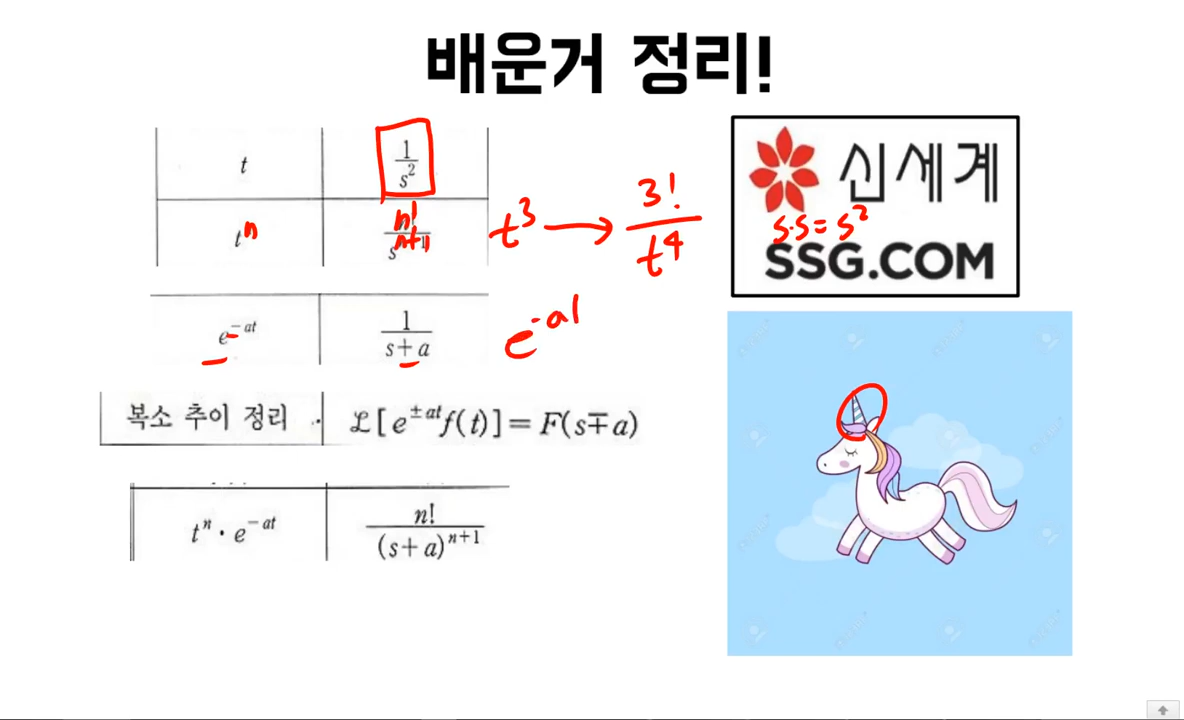 배운거 정리!
t 1/s²
tⁿ n!/sⁿ⁺¹ t³ → 3!/t⁴
e⁻ᵃᵗ 1/(s+a) e⁻ᵃᵗ
복소 추이 정리 ℒ[e^{±at}f(t)]=F(s∓a)
tⁿ·e⁻ᵃᵗ n!/(s+a)ⁿ⁺¹
신세계
s·s=s²
SSG.COM